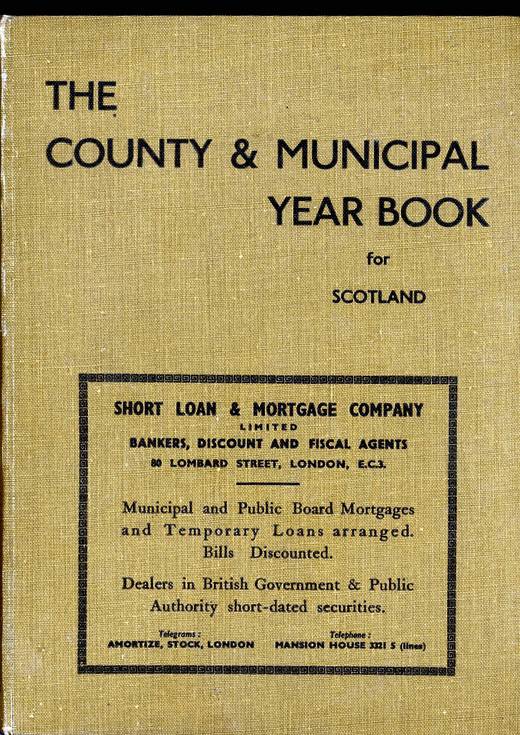 THE
COUNTY & MUNICIPAL
YEAR BOOK
for
SCOTLAND
SHORT LOAN & MORTGAGE COMPANY
LIMITED
BANKERS, DISCOUNT AND FISCAL AGENTS
80 LOMBARD STREET, LONDON, E.C.3.
Municipal and Public Board Mortgages
and Temporary Loans arranged.
Bills Discounted.
Dealers in British Government & Public
Authority short-dated securities.
Telegrams : Telephone :
AMORTIZE, STOCK, LONDON MANSION HOUSE 3321 5 (lines)